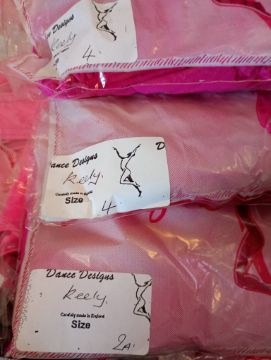 Dance Designs
Keely
4
Dance Designs
D
Keely.
Carefully made in England
Size
4
Dance Designs
Keely.
Carefully made in England
Size
2A